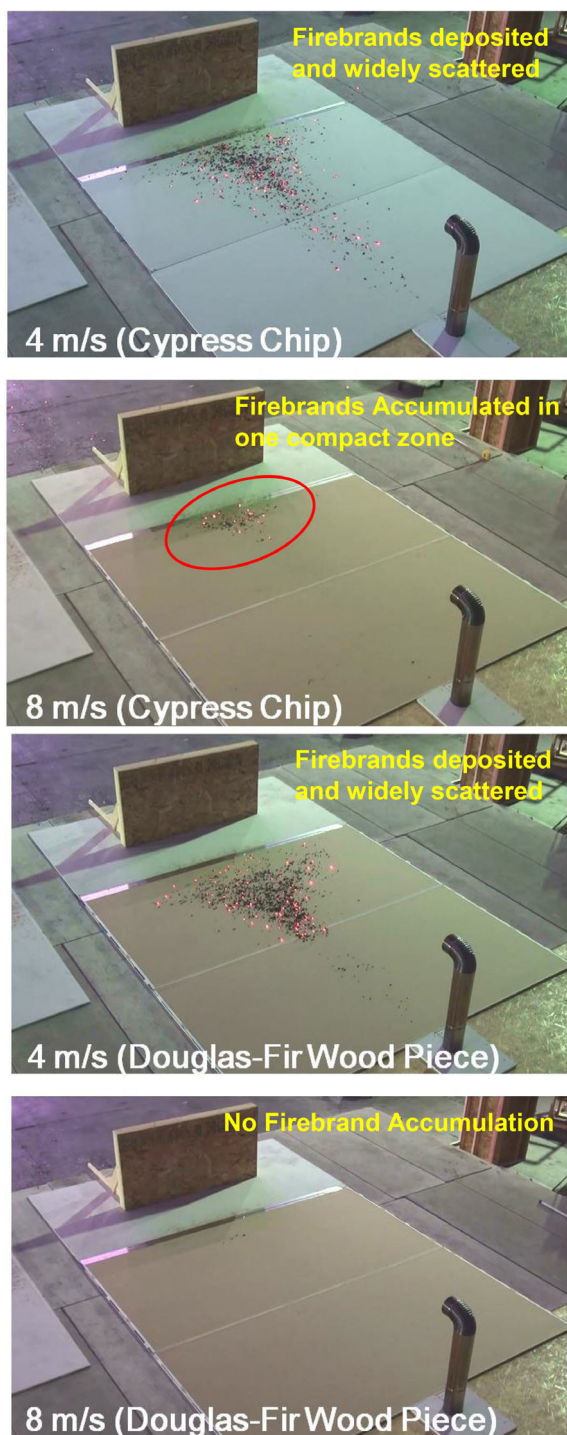 Firebrands deposited
and widely scattered
4 m/s (Cypress Chip)
Firebrands Accumulated in
one compact zone
8 m/s (Cypress Chip)
Firebrands deposited
and widely scattered
4 m/s (Douglas-Fir Wood Piece)
No Firebrand Accumulation
8 m/s (Douglas-Fir Wood Piece)